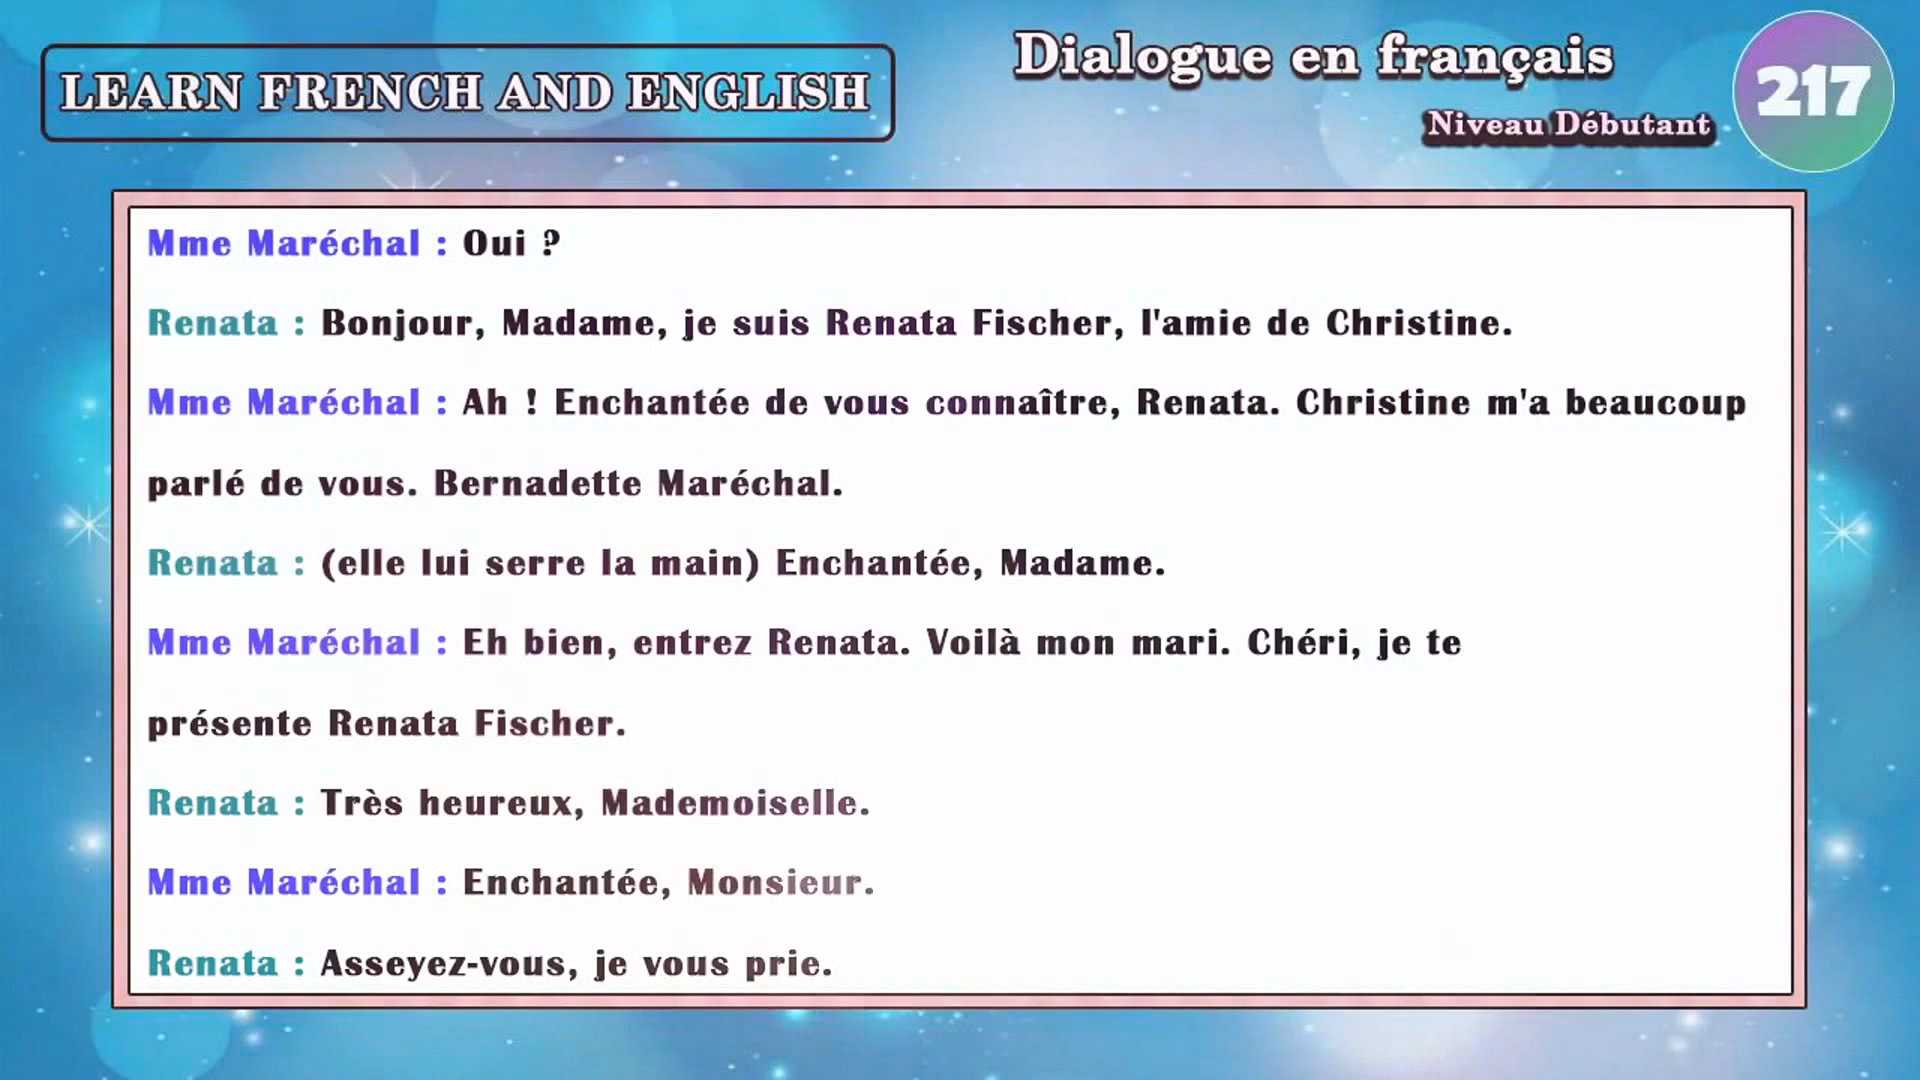 LEARN FRENCH AND ENGLISH
Dialogue en français
Niveau Débutant
217
Mme Maréchal : Oui ?
Renata : Bonjour, Madame, je suis Renata Fischer, l'amie de Christine.
Mme Maréchal : Ah ! Enchantée de vous connaître, Renata. Christine m'a beaucoup
parlé de vous. Bernadette Maréchal.
Renata : (elle lui serre la main) Enchantée, Madame.
Mme Maréchal : Eh bien, entrez Renata. Voilà mon mari. Chéri, je te
présente Renata Fischer.
Renata : Très heureux, Mademoiselle.
Mme Maréchal : Enchantée, Monsieur.
Renata : Asseyez-vous, je vous prie.